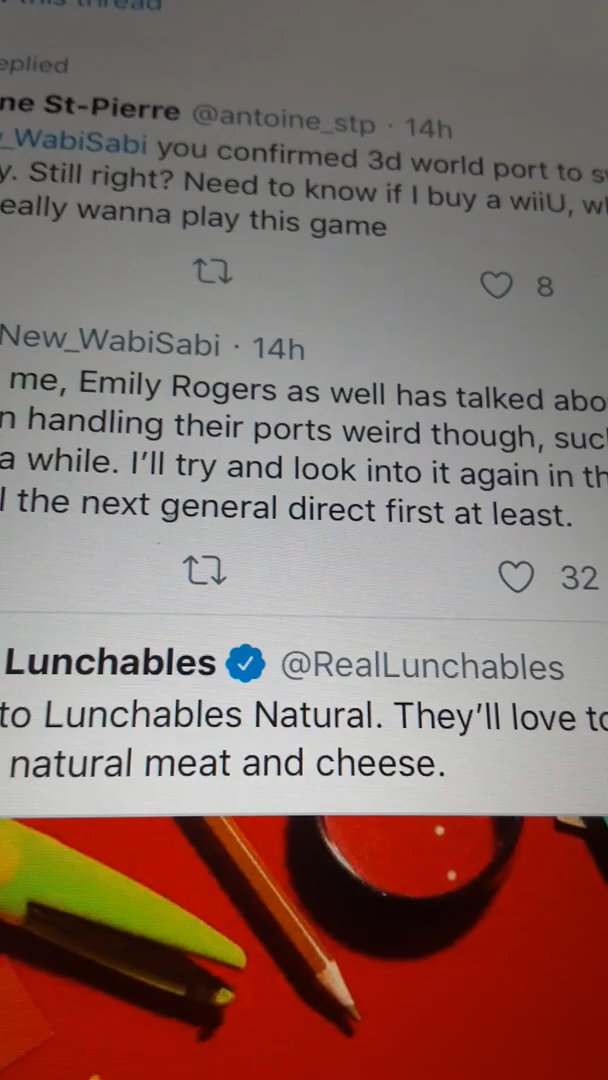 this thread
eplied
ne St-Pierre @antoine_stp · 14h
_WabiSabi you confirmed 3d world port to s
y. Still right? Need to know if I buy a wiiU, w
eally wanna play this game
8
New_WabiSabi · 14h
me, Emily Rogers as well has talked abo
n handling their ports weird though, suc
a while. I'll try and look into it again in th
l the next general direct first at least.
32
Lunchables @RealLunchables
to Lunchables Natural. They'll love to
natural meat and cheese.